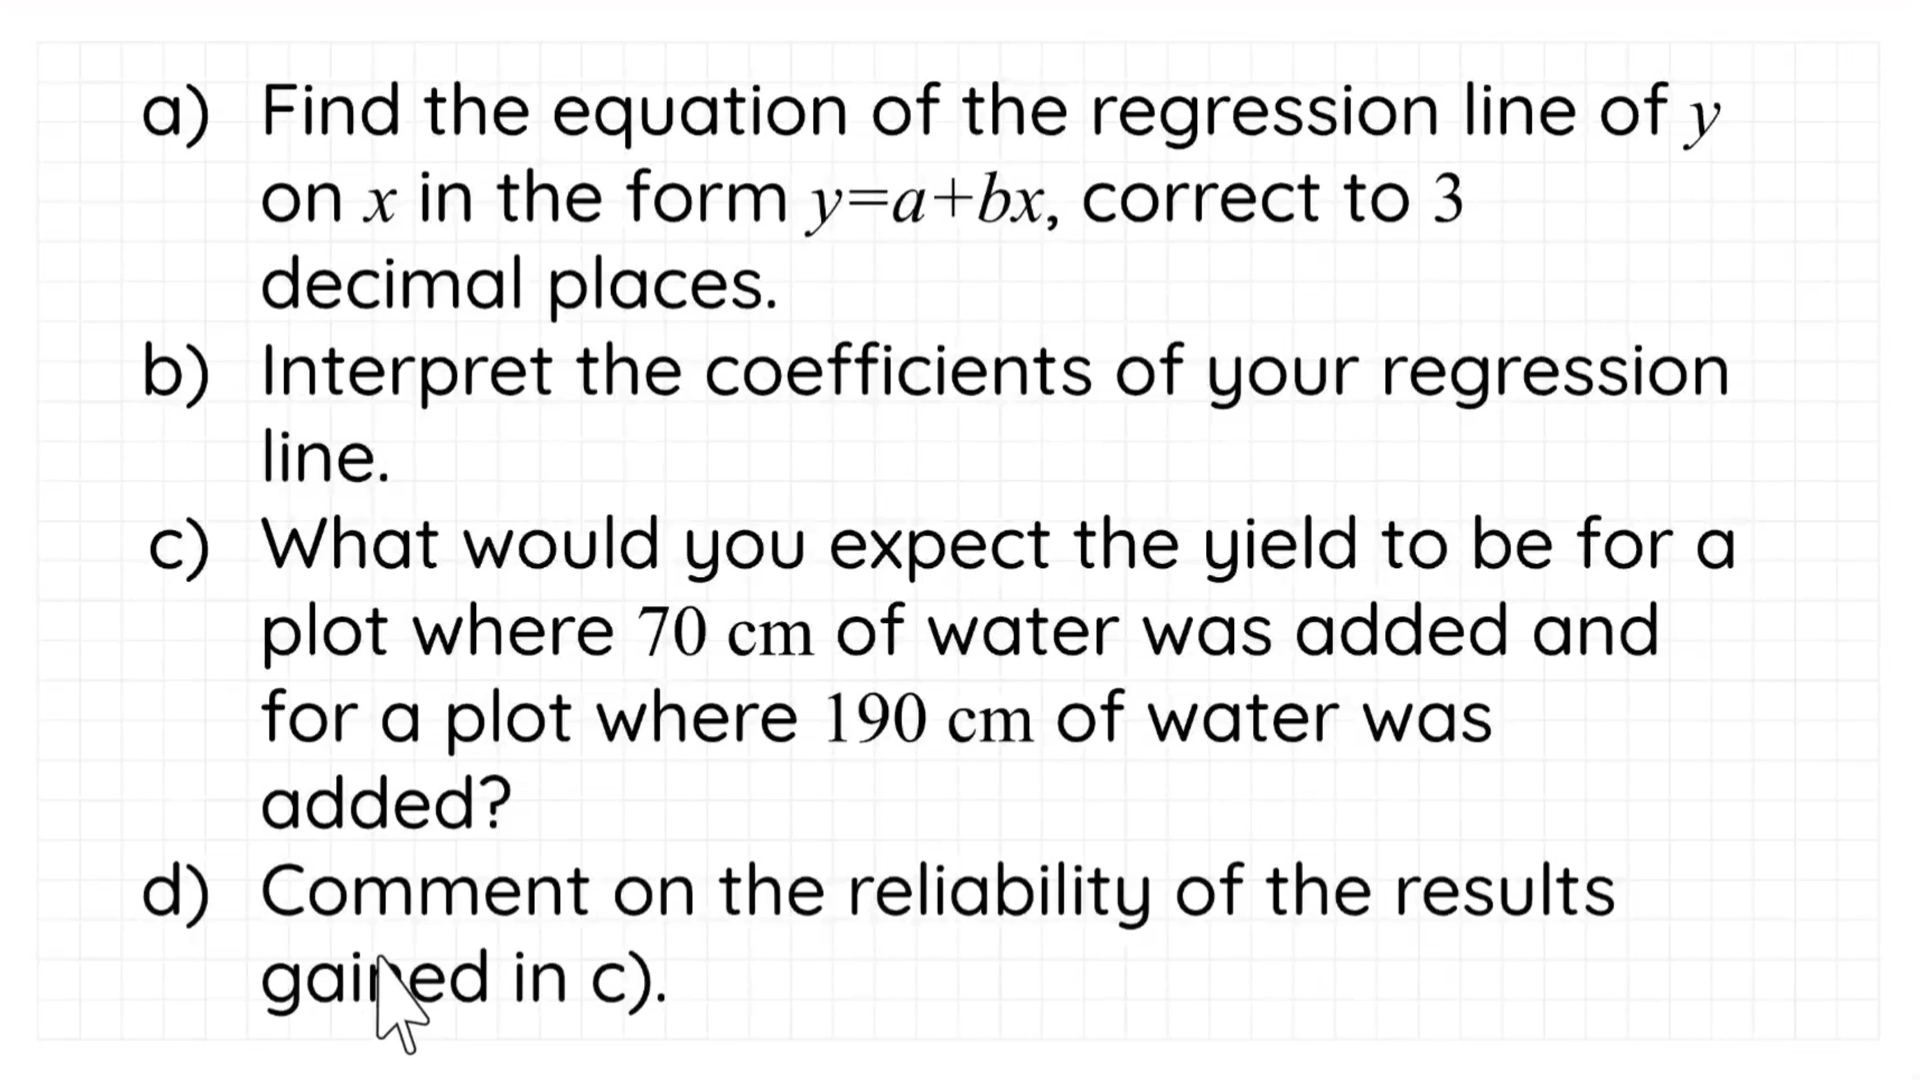 a) Find the equation of the regression line of y
on x in the form y=a+bx, correct to 3
decimal places.
b) Interpret the coefficients of your regression
line.
c) What would you expect the yield to be for a
plot where 70 cm of water was added and
for a plot where 190 cm of water was
added?
d) Comment on the reliability of the results
gained in c).